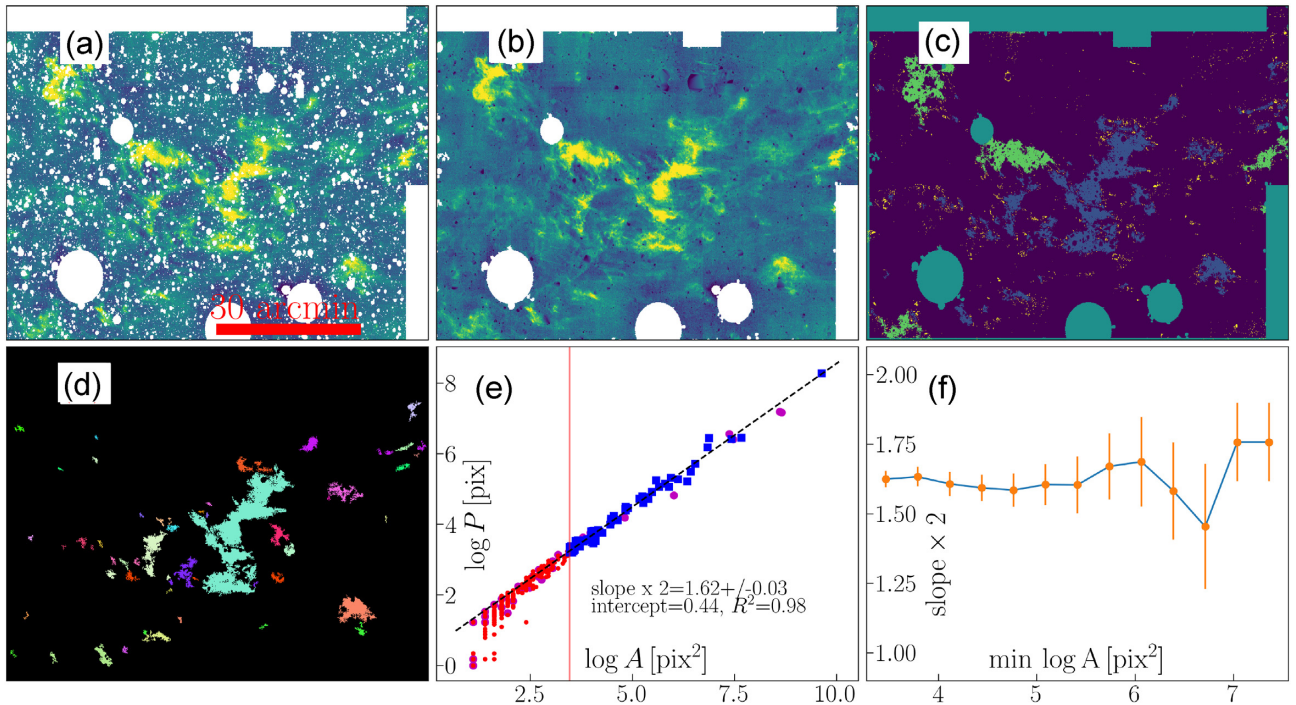 (a)
30 arcmin
(b)
(c)
(d)
(e)
8
6
4
2
0
log P [pix]
slope x 2=1.62+/-0.03
intercept=0.44, R²=0.98
log A [pix²]
2.5 5.0 7.5 10.0
(f)
2.00
1.75
1.50
1.25
1.00
slope × 2
min log A [pix²]
4 5 6 7